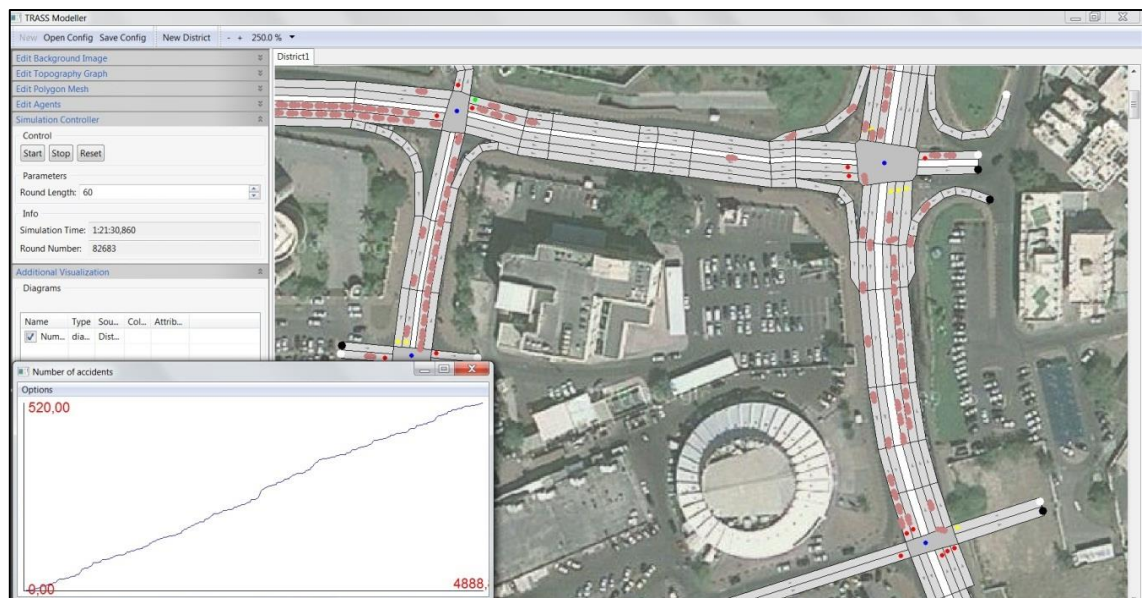 TRASS Modeller
New Open Config Save Config New District - + 250.0 %
Edit Background Image
Edit Topography Graph
Edit Polygon Mesh
Edit Agents
Simulation Controller
Control
Start Stop Reset
Parameters
Round Length: 60
Info
Simulation Time: 1:21:30,860
Round Number: 82683
Additional Visualization
Diagrams
Name Type Sou... Col... Attrib...
Num... dia... Dist...
District1
Number of accidents
Options
520,00
0,00
4888,